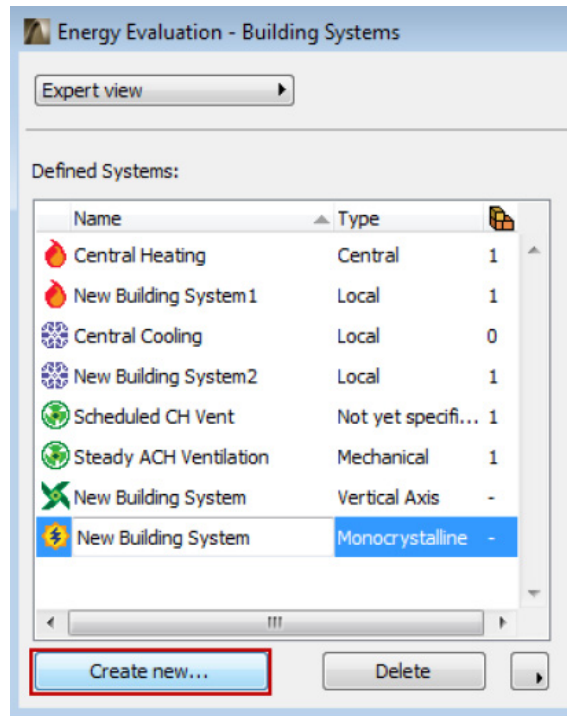 Energy Evaluation - Building Systems
Expert view
Defined Systems:
Name Type
Central Heating Central 1
New Building System1 Local 1
Central Cooling Local 0
New Building System2 Local 1
Scheduled CH Vent Not yet specifi... 1
Steady ACH Ventilation Mechanical 1
New Building System Vertical Axis -
New Building System Monocrystalline -
Create new... Delete